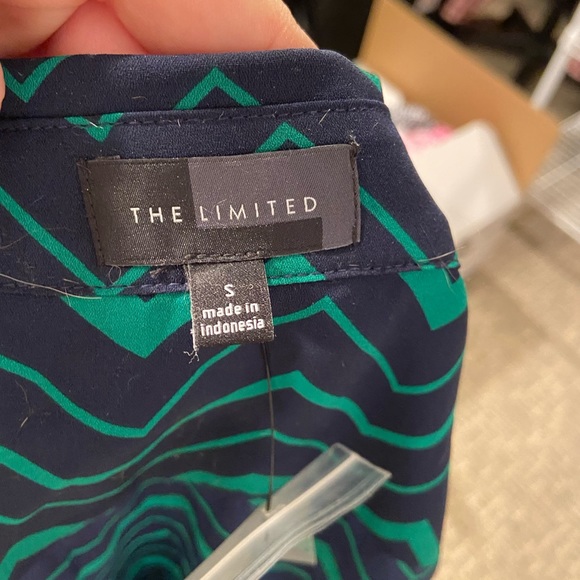 THE LIMITED
S
made in
indonesia